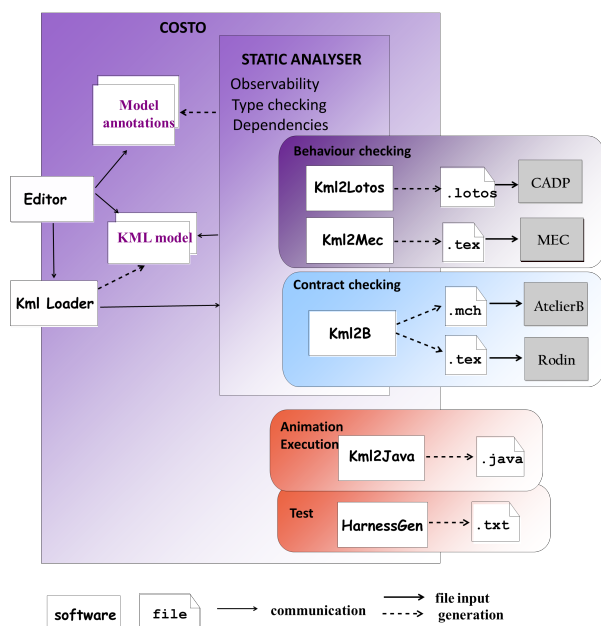 COSTO
STATIC ANALYSER
Observability
Type checking
Dependencies
Model
annotations
Editor
KML model
Kml Loader
Behaviour checking
Kml2Lotos
.lotos
CADP
Kml2Mec
.tex
MEC
Contract checking
Kml2B
.mch
AtelierB
.tex
Rodin
Animation
Execution
Kml2Java
.java
Test
HarnessGen
.txt
software
file
communication
file input
generation